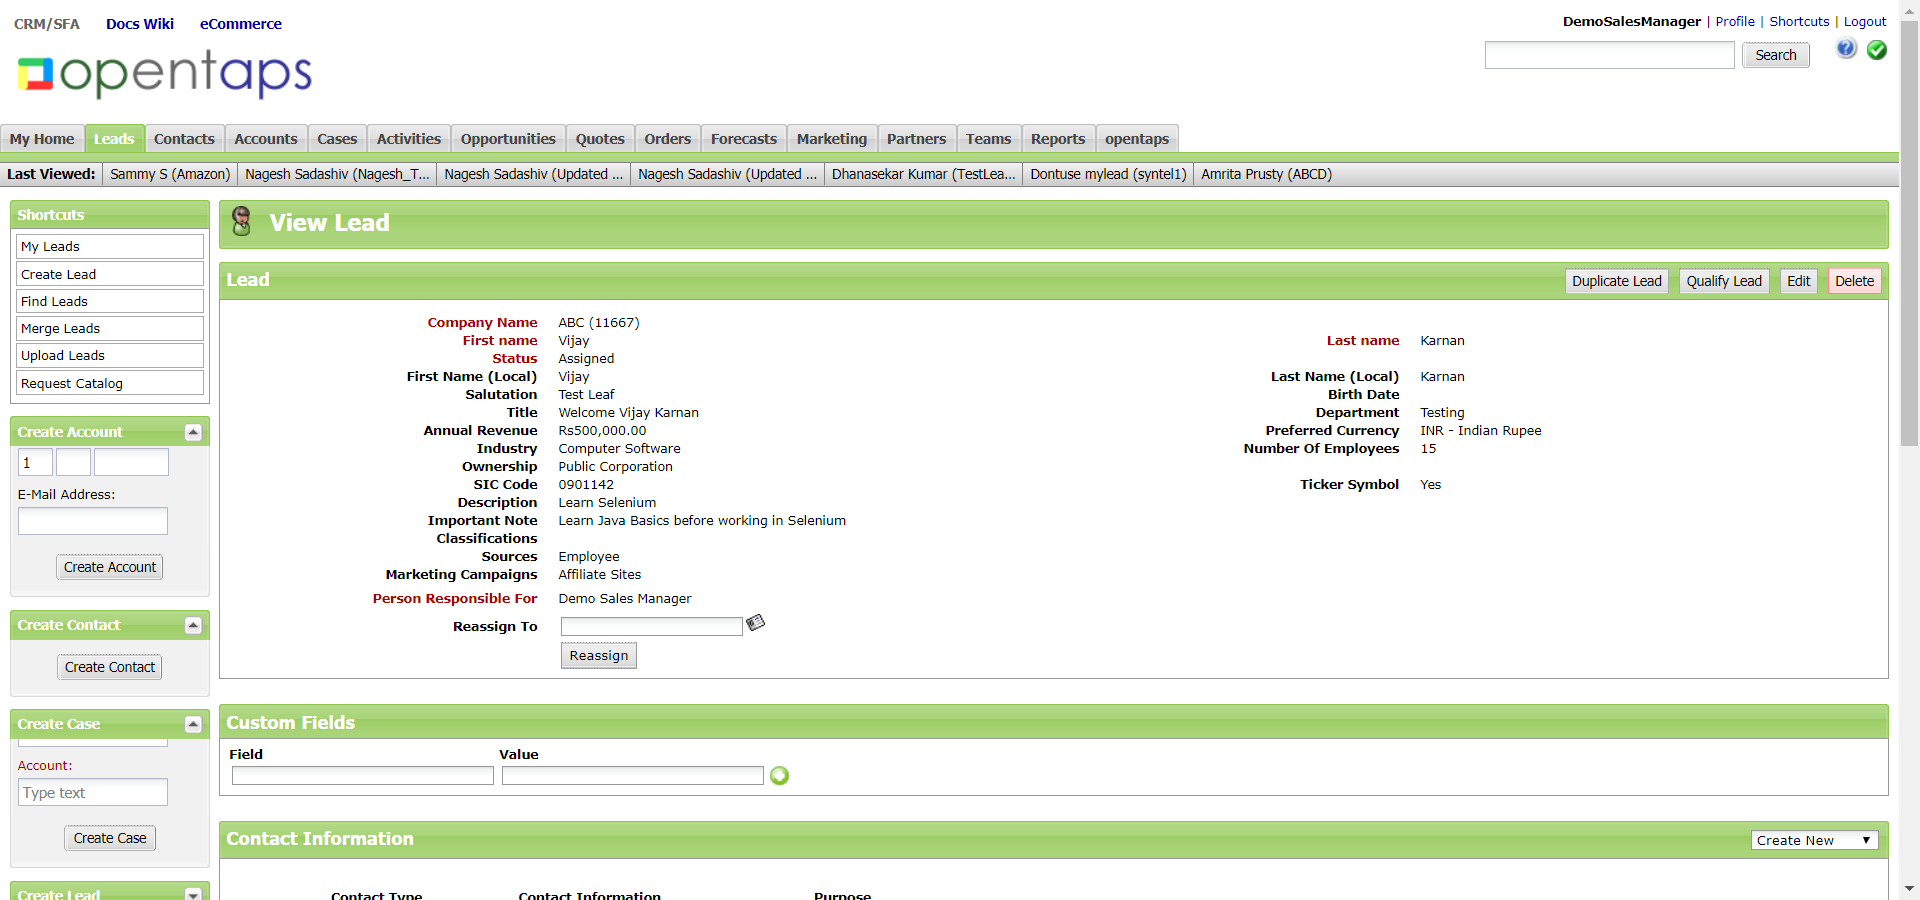 CRM/SFA Docs Wiki eCommerce
DemoSalesManager | Profile | Shortcuts | Logout
opentaps
Search
My Home Leads Contacts Accounts Cases Activities Opportunities Quotes Orders Forecasts Marketing Partners Teams Reports opentaps
Last Viewed: Sammy S (Amazon) Nagesh Sadashiv (Nagesh_T... Nagesh Sadashiv (Updated ... Nagesh Sadashiv (Updated ... Dhanasekar Kumar (TestLea... Dontuse mylead (syntel1) Amrita Prusty (ABCD)
Shortcuts
My Leads
Create Lead
Find Leads
Merge Leads
Upload Leads
Request Catalog
Create Account
1
E-Mail Address:
Create Account
Create Contact
Create Contact
Create Case
Account:
Type text
Create Case
Create Lead
View Lead
Lead Duplicate Lead Qualify Lead Edit Delete
Company Name ABC (11667)
First name Vijay Last name Karnan
Status Assigned
First Name (Local) Vijay Last Name (Local) Karnan
Salutation Test Leaf Birth Date
Title Welcome Vijay Karnan Department Testing
Annual Revenue Rs500,000.00 Preferred Currency INR - Indian Rupee
Industry Computer Software Number Of Employees 15
Ownership Public Corporation
SIC Code 0901142 Ticker Symbol Yes
Description Learn Selenium
Important Note Learn Java Basics before working in Selenium
Classifications
Sources Employee
Marketing Campaigns Affiliate Sites
Person Responsible For Demo Sales Manager
Reassign To
Reassign
Custom Fields
Field Value
Contact Information Create New
Contact Type Contact Information Purpose